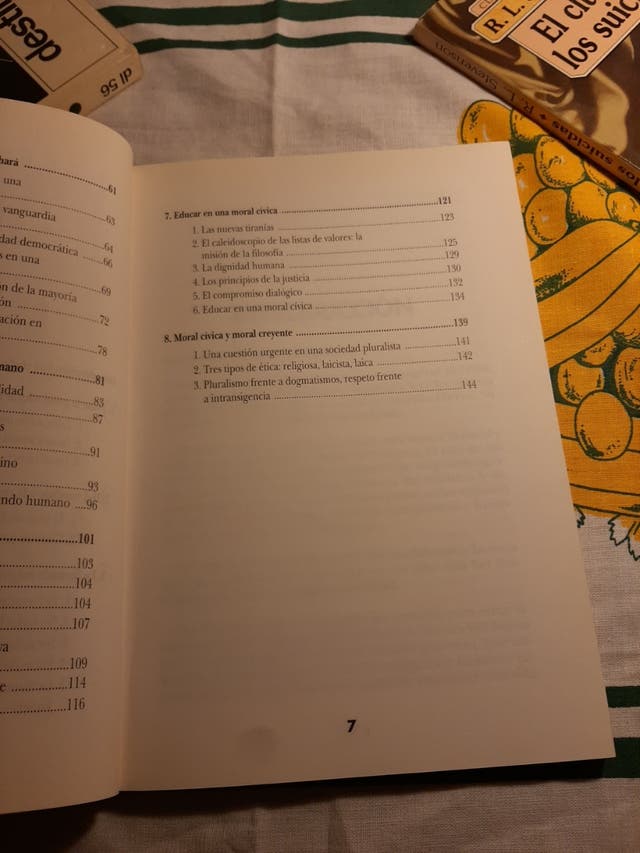 destin
dl 56
R. L.
El clu
los suic
los suicidas • R. L. Stevenson
bará ..........61
una
..........63
vanguardia
..........64
dad democrática
..........66
s en una
..........69
n de la mayoría
ión ..........72
ación en
..........78
mano ..........81
lidad ..........83
..........87
s
..........91
ino
..........93
ndo humano ....96
..........101
..........103
..........104
..........104
..........107
va
..........109
e ..........114
..........116
7. Educar en una moral cívica ..........121
1. Las nuevas tiranías ..........123
2. El caleidoscopio de las listas de valores: la
misión de la filosofía ..........125
3. La dignidad humana ..........129
4. Los principios de la justicia ..........130
5. El compromiso dialógico ..........132
6. Educar en una moral cívica ..........134
8. Moral cívica y moral creyente ..........139
1. Una cuestión urgente en una sociedad pluralista ..........141
2. Tres tipos de ética: religiosa, laicista, laica ..........142
3. Pluralismo frente a dogmatismos, respeto frente
a intransigencia ..........144
7